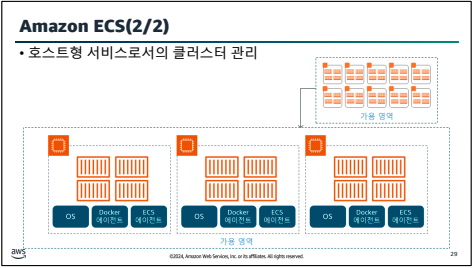 Amazon ECS(2/2)
• 호스트형 서비스로서의 클러스터 관리
가용 영역
OS
Docker
에이전트
ECS
에이전트
OS
Docker
에이전트
ECS
에이전트
OS
Docker
에이전트
ECS
에이전트
가용 영역
aws
©2024, Amazon Web Services, Inc. or its affiliates. All rights reserved.
29